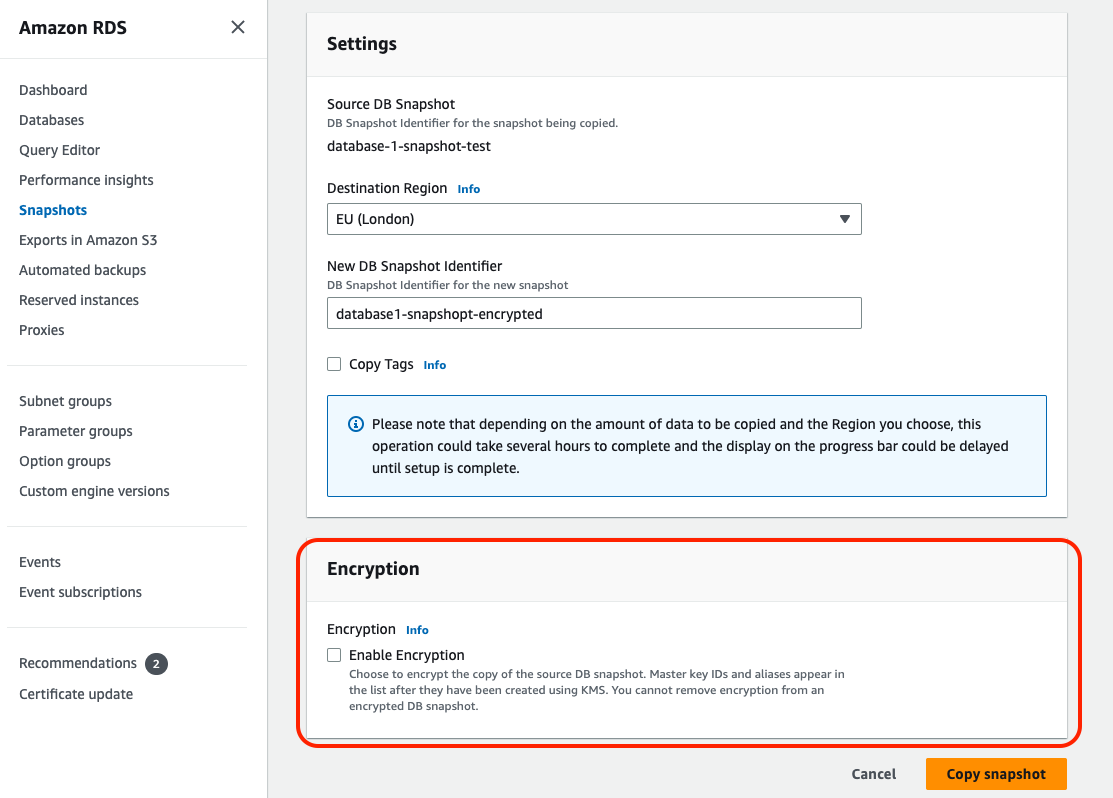 Amazon RDS
Dashboard
Databases
Query Editor
Performance insights
Snapshots
Exports in Amazon S3
Automated backups
Reserved instances
Proxies
Subnet groups
Parameter groups
Option groups
Custom engine versions
Events
Event subscriptions
Recommendations 2
Certificate update
Settings
Source DB Snapshot
DB Snapshot Identifier for the snapshot being copied.
database-1-snapshot-test
Destination Region Info
EU (London)
New DB Snapshot Identifier
DB Snapshot Identifier for the new snapshot
database1-snapshopt-encrypted
Copy Tags Info
Please note that depending on the amount of data to be copied and the Region you choose, this
operation could take several hours to complete and the display on the progress bar could be delayed
until setup is complete.
Encryption
Encryption Info
Enable Encryption
Choose to encrypt the copy of the source DB snapshot. Master key IDs and aliases appear in
the list after they have been created using KMS. You cannot remove encryption from an
encrypted DB snapshot.
Cancel
Copy snapshot